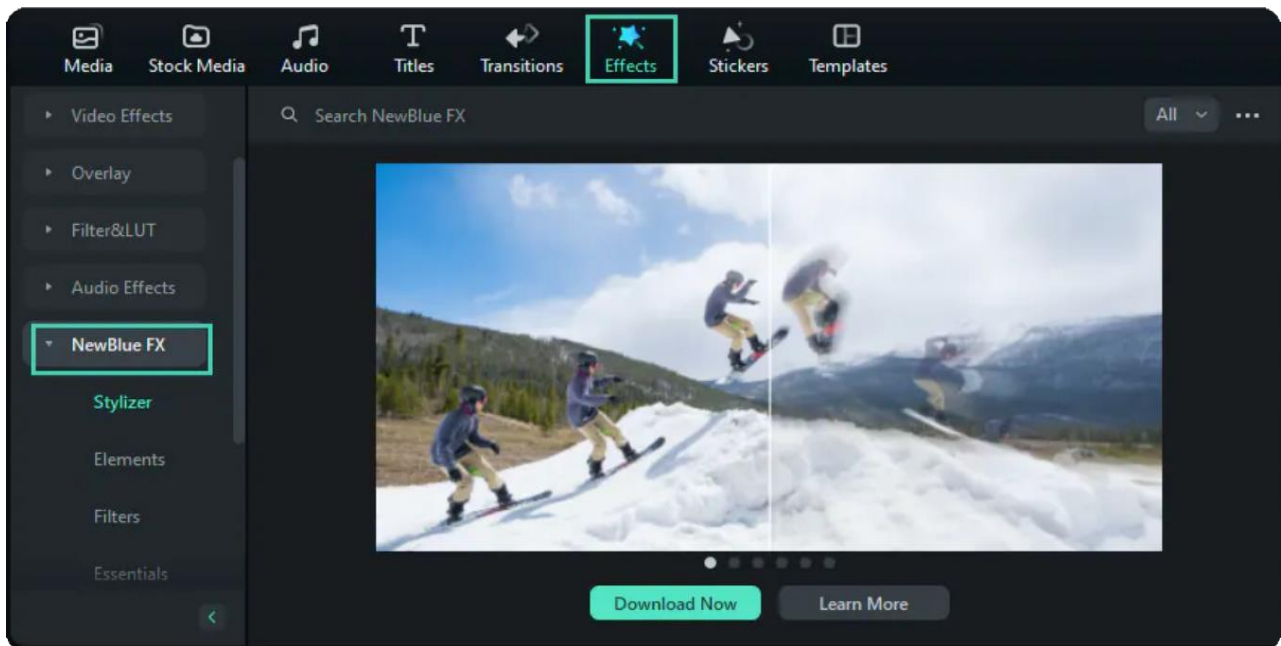 Media
Stock Media
Audio
Titles
Transitions
Effects
Stickers
Templates
Video Effects
Search NewBlue FX
All
Overlay
Filter&LUT
Audio Effects
NewBlue FX
Stylizer
Elements
Filters
Essentials
Download Now
Learn More